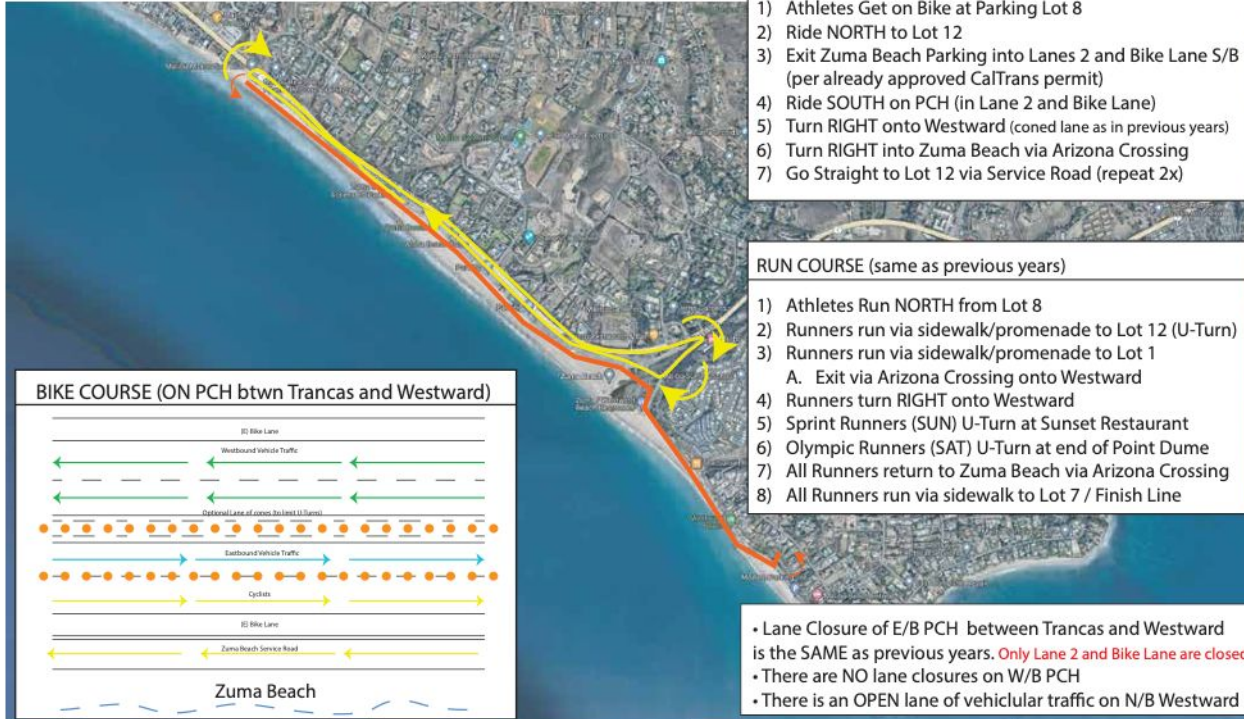 1) Athletes Get on Bike at Parking Lot 8
2) Ride NORTH to Lot 12
3) Exit Zuma Beach Parking into Lanes 2 and Bike Lane S/B
(per already approved CalTrans permit)
4) Ride SOUTH on PCH (in Lane 2 and Bike Lane)
5) Turn RIGHT onto Westward (coned lane as in previous years)
6) Turn RIGHT into Zuma Beach via Arizona Crossing
7) Go Straight to Lot 12 via Service Road (repeat 2x)
RUN COURSE (same as previous years)
1) Athletes Run NORTH from Lot 8
2) Runners run via sidewalk/promenade to Lot 12 (U-Turn)
3) Runners run via sidewalk/promenade to Lot 1
A. Exit via Arizona Crossing onto Westward
4) Runners turn RIGHT onto Westward
5) Sprint Runners (SUN) U-Turn at Sunset Restaurant
6) Olympic Runners (SAT) U-Turn at end of Point Dume
7) All Runners return to Zuma Beach via Arizona Crossing
8) All Runners run via sidewalk to Lot 7 / Finish Line
BIKE COURSE (ON PCH btwn Trancas and Westward)
(E) Bike Lane
Westbound Vehicle Traffic
Optional Lane of cones (to limit U-Turns)
Eastbound Vehicle Traffic
Cyclists
(E) Bike Lane
Zuma Beach Service Road
Zuma Beach
• Lane Closure of E/B PCH between Trancas and Westward
is the SAME as previous years. Only Lane 2 and Bike Lane are closed
• There are NO lane closures on W/B PCH
• There is an OPEN lane of vehiclular traffic on N/B Westward